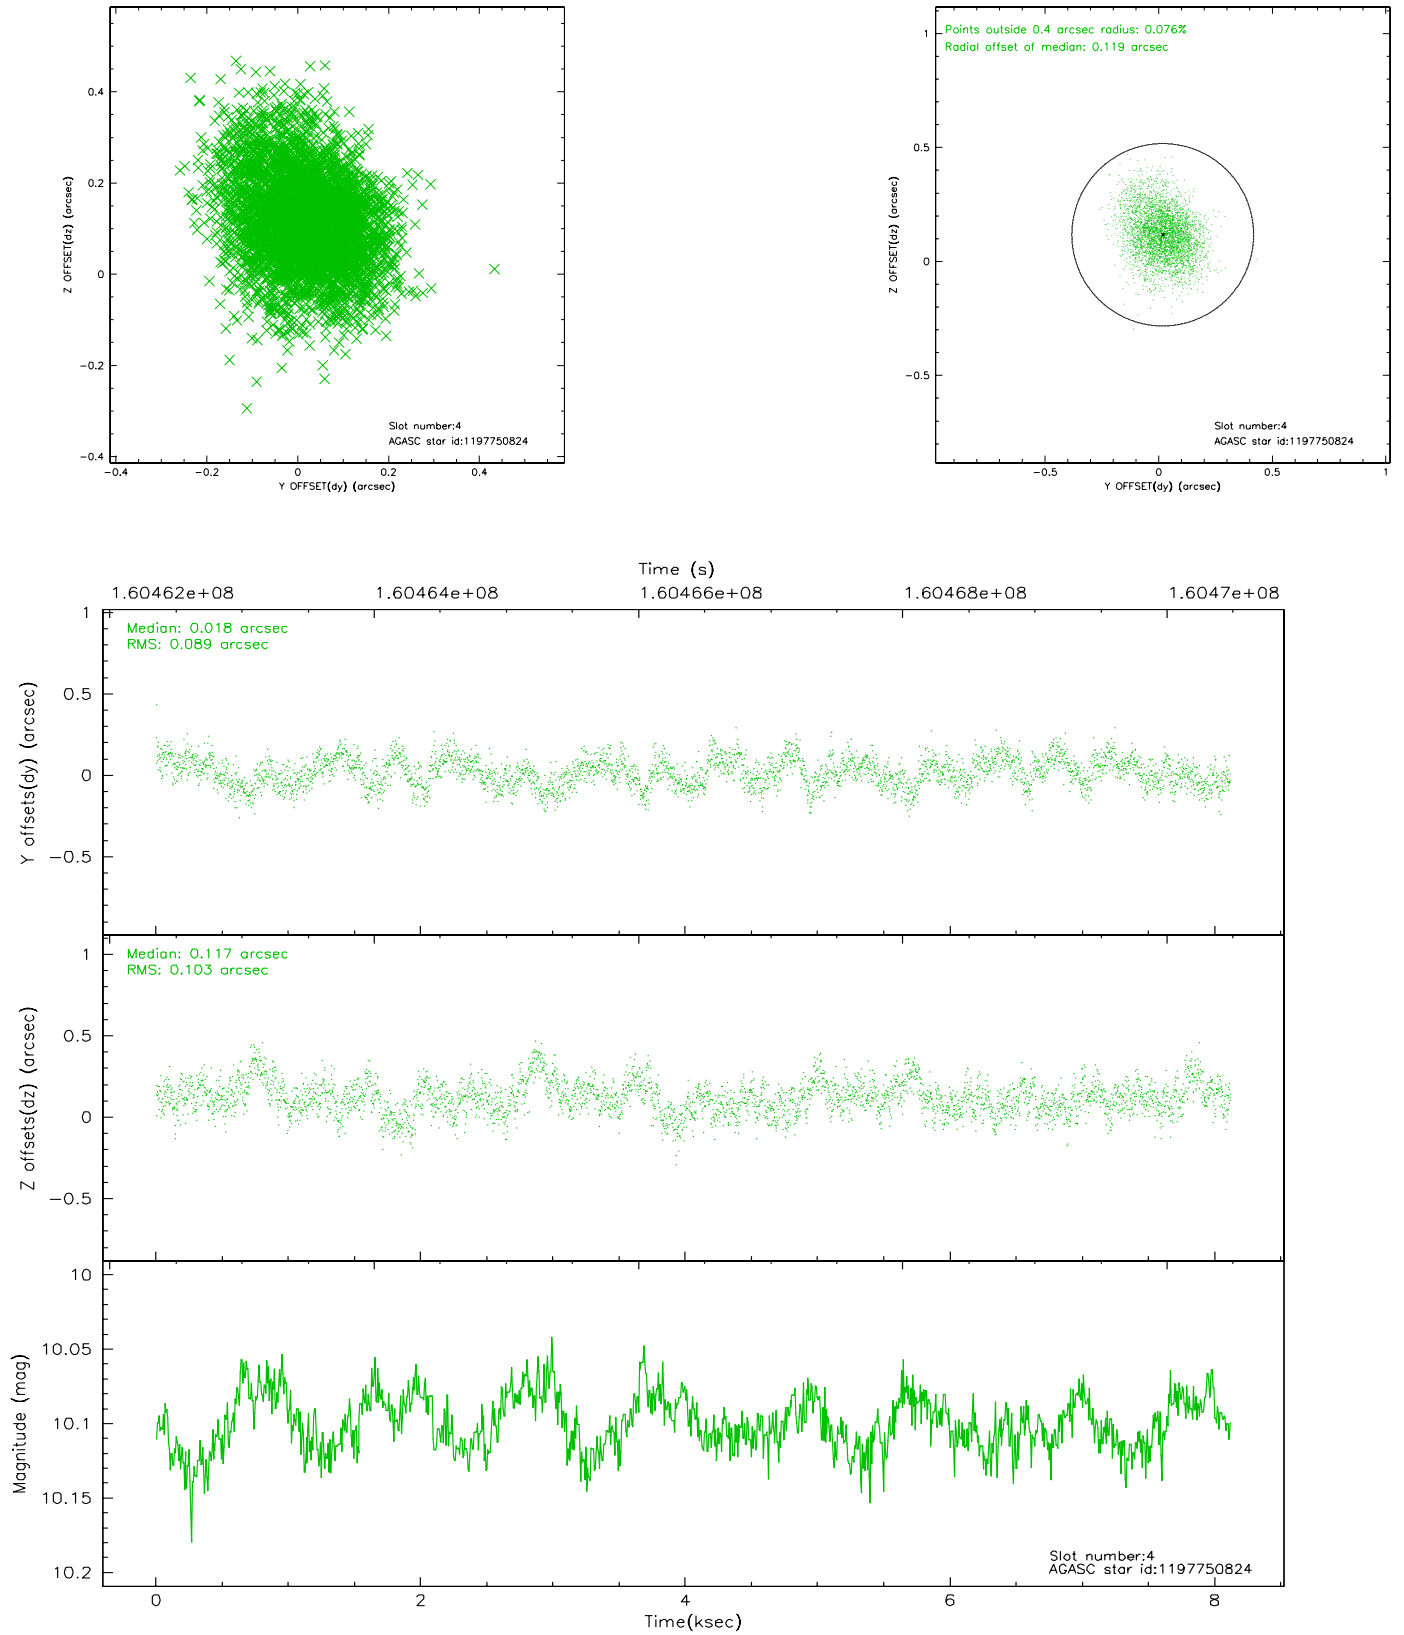 0.4
0.2
0
−0.2
−0.4
Z OFFSET(dz) (arcsec)
Slot number:4
AGASC star id:1197750824
−0.4 −0.2 0 0.2 0.4
Y OFFSET(dy) (arcsec)
Points outside 0.4 arcsec radius: 0.076%
Radial offset of median: 0.119 arcsec
1
0.5
0
−0.5
Z OFFSET(dz) (arcsec)
Slot number:4
AGASC star id:1197750824
−0.5 0 0.5 1
Y OFFSET(dy) (arcsec)
Time (s)
1.60462e+08 1.60464e+08 1.60466e+08 1.60468e+08 1.6047e+08
Median: 0.018 arcsec
RMS: 0.089 arcsec
1
0.5
0
−0.5
Y offsets(dy) (arcsec)
Median: 0.117 arcsec
RMS: 0.103 arcsec
1
0.5
0
−0.5
Z offsets(dz) (arcsec)
10
10.05
10.1
10.15
10.2
Magnitude (mag)
Slot number:4
AGASC star id:1197750824
0 2 4 6 8
Time(ksec)